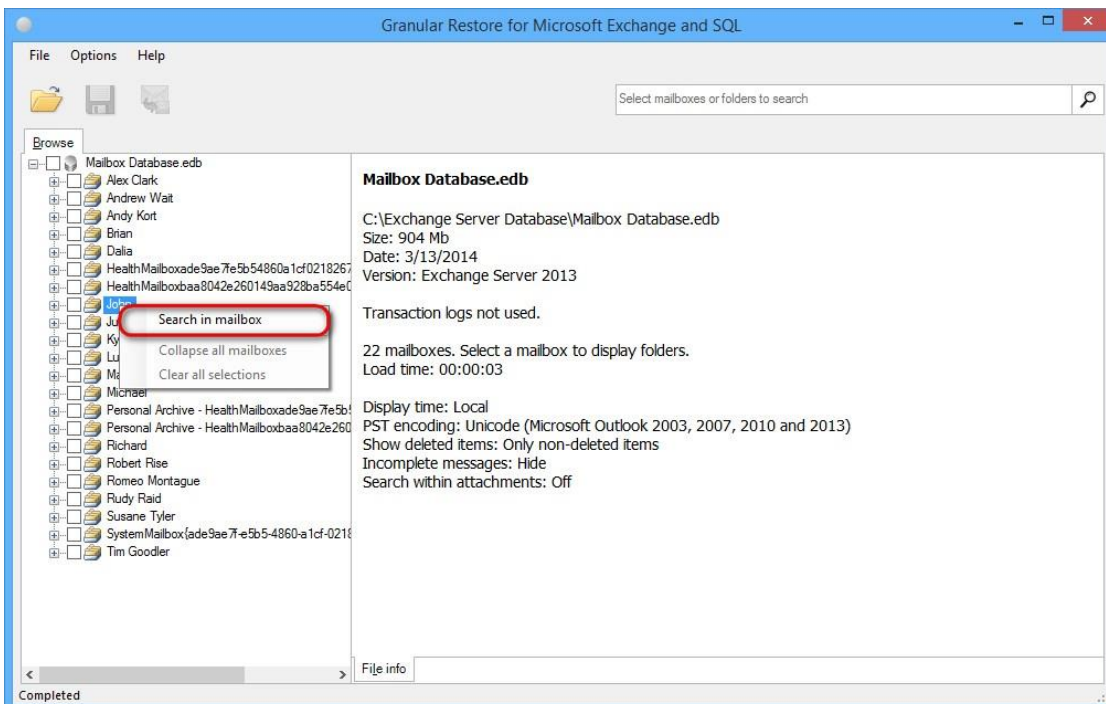 Granular Restore for Microsoft Exchange and SQL
File Options Help
Select mailboxes or folders to search
Browse
Mailbox Database.edb
Alex Clark
Andrew Wait
Andy Kort
Brian
Dalia
HealthMailboxade9ae7fe5b54860a1cf0218267
HealthMailboxbaa8042e260149aa928ba554e0
John
Search in mailbox
Ju
Ky
Collapse all mailboxes
Lu
Clear all selections
Ma
Michael
Personal Archive - HealthMailboxade9ae7fe5b5
Personal Archive - HealthMailboxbaa8042e260
Richard
Robert Rise
Romeo Montague
Rudy Raid
Susane Tyler
SystemMailbox{ade9ae7f-e5b5-4860-a1cf-0218
Tim Goodler
Mailbox Database.edb
C:\Exchange Server Database\Mailbox Database.edb
Size: 904 Mb
Date: 3/13/2014
Version: Exchange Server 2013
Transaction logs not used.
22 mailboxes. Select a mailbox to display folders.
Load time: 00:00:03
Display time: Local
PST encoding: Unicode (Microsoft Outlook 2003, 2007, 2010 and 2013)
Show deleted items: Only non-deleted items
Incomplete messages: Hide
Search within attachments: Off
File info
Completed